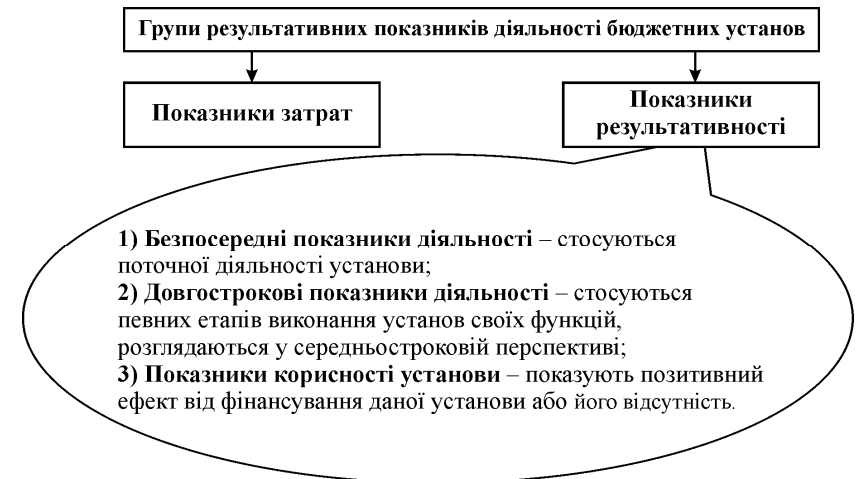 Групи результативних показників діяльності бюджетних установ
Показники затрат
Показники
результативності
1) Безпосередні показники діяльності – стосуються
поточної діяльності установи;
2) Довгострокові показники діяльності – стосуються
певних етапів виконання установ своїх функцій,
розглядаються у середньостроковій перспективі;
3) Показники корисності установи – показують позитивний
ефект від фінансування даної установи або його відсутність.